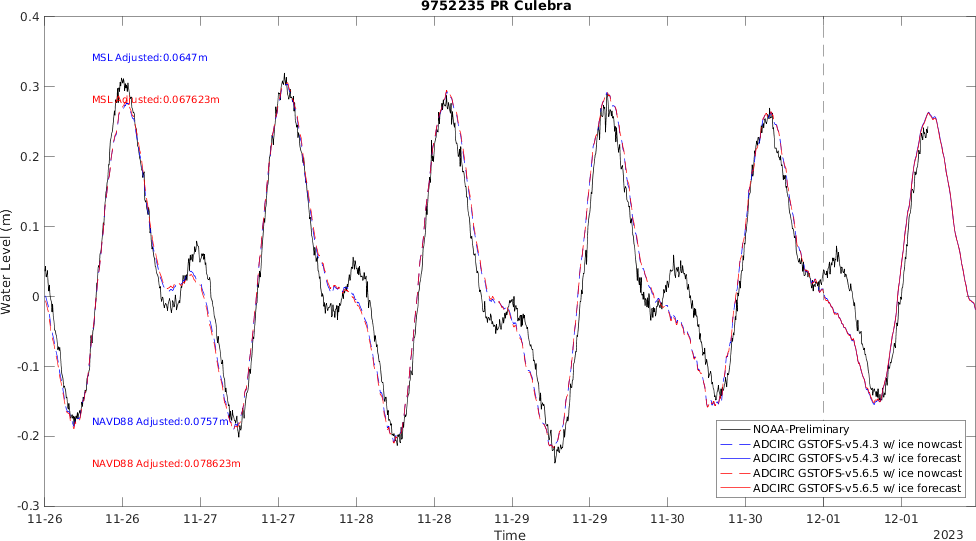 9752235 PR Culebra
0.4
0.3
0.2
0.1
0
-0.1
-0.2
-0.3
Water Level (m)
MSL Adjusted:0.0647m
MSL Adjusted:0.067623m
NAVD88 Adjusted:0.0757m
NAVD88 Adjusted:0.078623m
NOAA-Preliminary
ADCIRC GSTOFS-v5.4.3 w/ ice nowcast
ADCIRC GSTOFS-v5.4.3 w/ ice forecast
ADCIRC GSTOFS-v5.6.5 w/ ice nowcast
ADCIRC GSTOFS-v5.6.5 w/ ice forecast
11-26 11-26 11-27 11-27 11-28 11-28 11-29 11-29 11-30 11-30 12-01 12-01
Time
2023